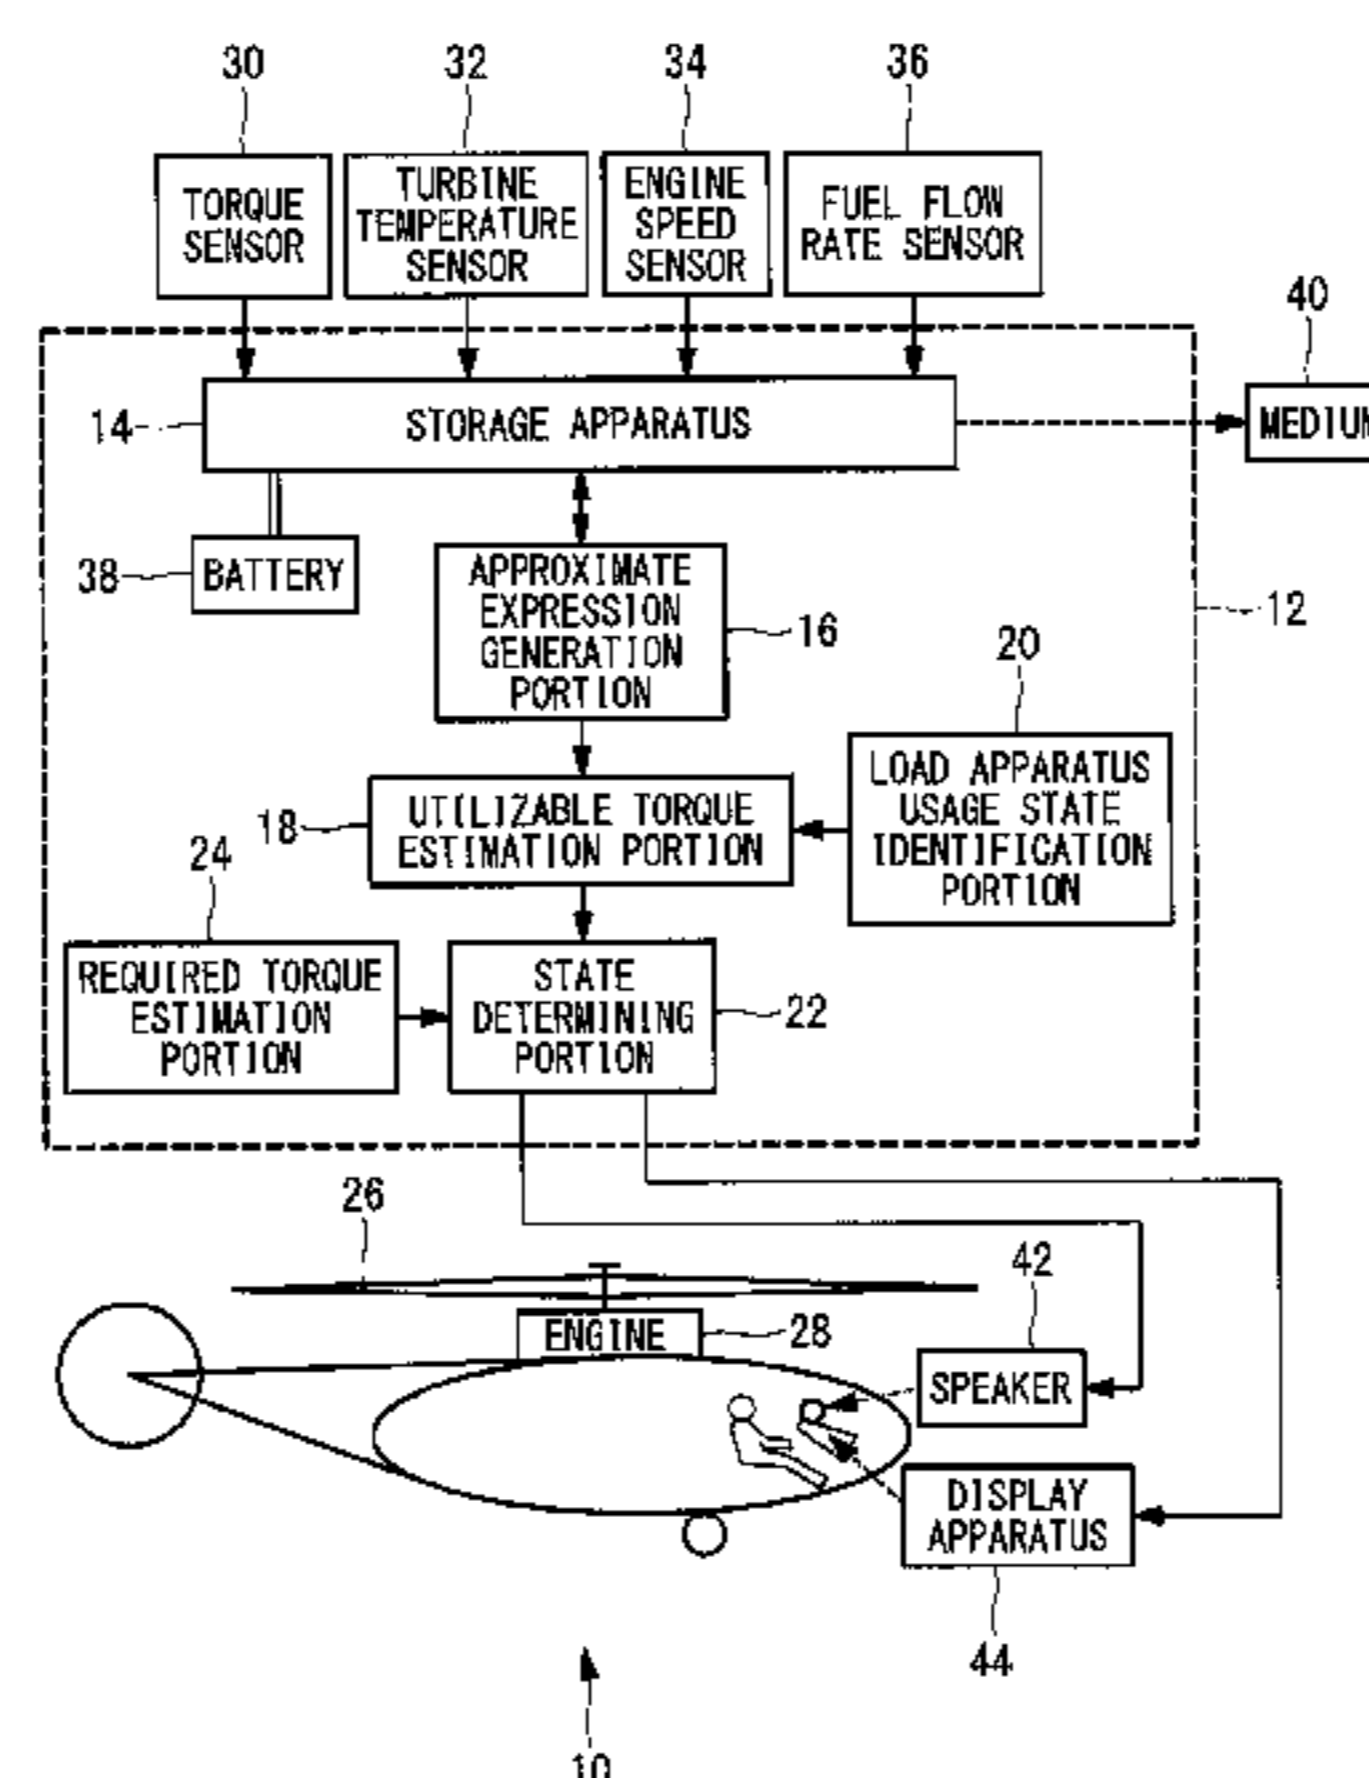 30
32
34
36
TORQUE
SENSOR
TURBINE
TEMPERATURE
SENSOR
ENGINE
SPEED
SENSOR
FUEL FLOW
RATE SENSOR
40
14
STORAGE APPARATUS
MEDIUM
38
BATTERY
APPROXIMATE
EXPRESSION
GENERATION
PORTION
16
12
20
LOAD APPARATUS
USAGE STATE
IDENTIFICATION
PORTION
18
UTILIZABLE TORQUE
ESTIMATION PORTION
24
REQUIRED TORQUE
ESTIMATION
PORTION
STATE
DETERMINING
PORTION
22
26
42
ENGINE
28
SPEAKER
DISPLAY
APPARATUS
44
10